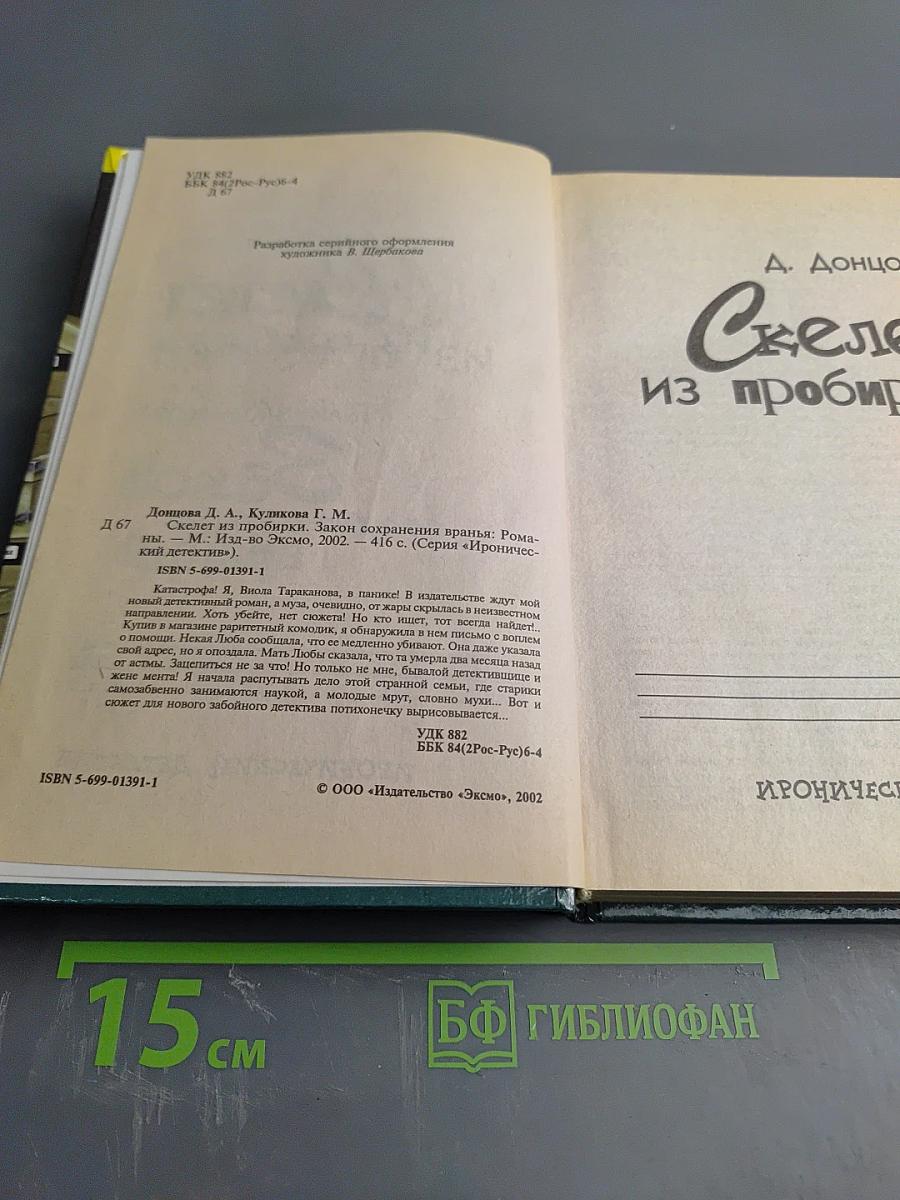 УДК 882
ББК 84(2Рос-Рус)6-4
Д 67
Разработка серийного оформления
художника В. Щербакова
Донцова Д. А., Куликова Г. М.
Д 67 Скелет из пробирки. Закон сохранения вранья: Рома-
ны. — М.: Изд-во Эксмо, 2002. — 416 с. (Серия «Ирониче-
ский детектив»).
ISBN 5-699-01391-1
Катастрофа! Я, Виола Тараканова, в панике! В издательстве ждут мой
новый детективный роман, а муза, очевидно, от жары скрылась в неизвестном
направлении. Хоть убейте, нет сюжета! Но кто ищет, тот всегда найдет!..
Купив в магазине раритетный комодик, я обнаружила в нем письмо с воплем
о помощи. Некая Люба сообщала, что ее медленно убивают. Она даже указала
свой адрес, но я опоздала. Мать Любы сказала, что та умерла два месяца назад
от астмы. Зацепиться не за что! Но только не мне, бывалой детективщице и
жене мента! Я начала распутывать дело этой странной семьи, где старики
самозабвенно занимаются наукой, а молодые мрут, словно мухи... Вот и
сюжет для нового забойного детектива потихонечку вырисовывается...
УДК 882
ББК 84(2Рос-Рус)6-4
ISBN 5-699-01391-1
© ООО «Издательство «Эксмо», 2002
Д. Донцо
Скеле
из пробир
ИРОНИЧЕС
15 см
БФ ГИБЛИОФАН